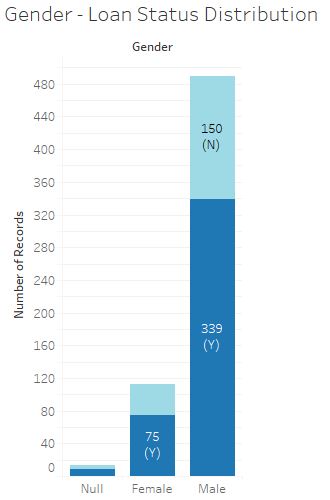 Gender - Loan Status Distribution
Gender
Number of Records
480
440
400
360
320
280
240
200
160
120
80
40
0
150
(N)
339
(Y)
75
(Y)
Null
Female
Male